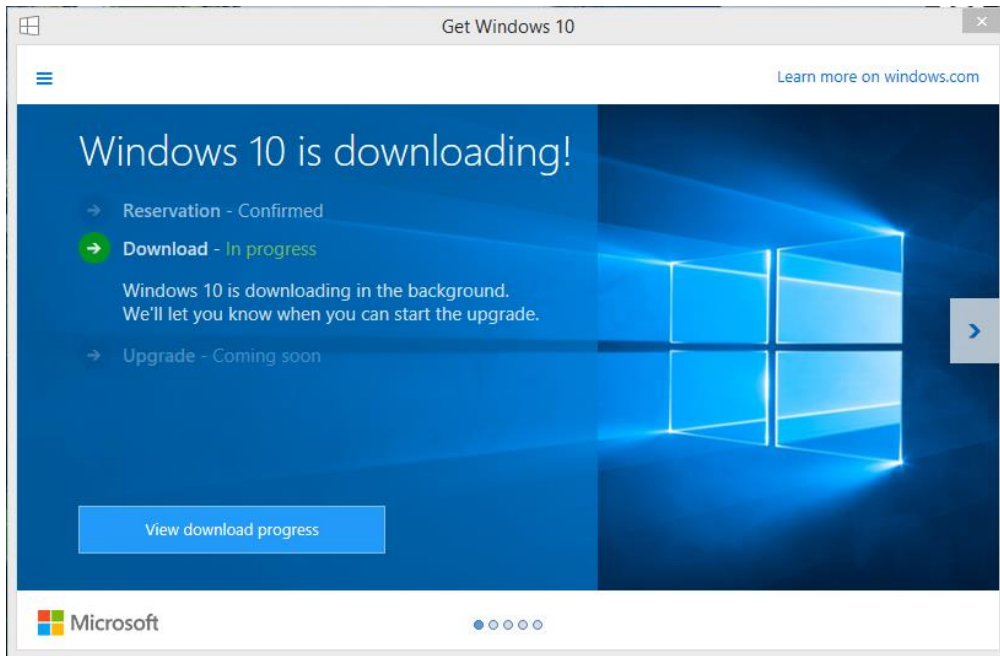 Get Windows 10
Learn more on windows.com
Windows 10 is downloading!
Reservation - Confirmed
Download - In progress
Windows 10 is downloading in the background.
We'll let you know when you can start the upgrade.
Upgrade - Coming soon
View download progress
Microsoft